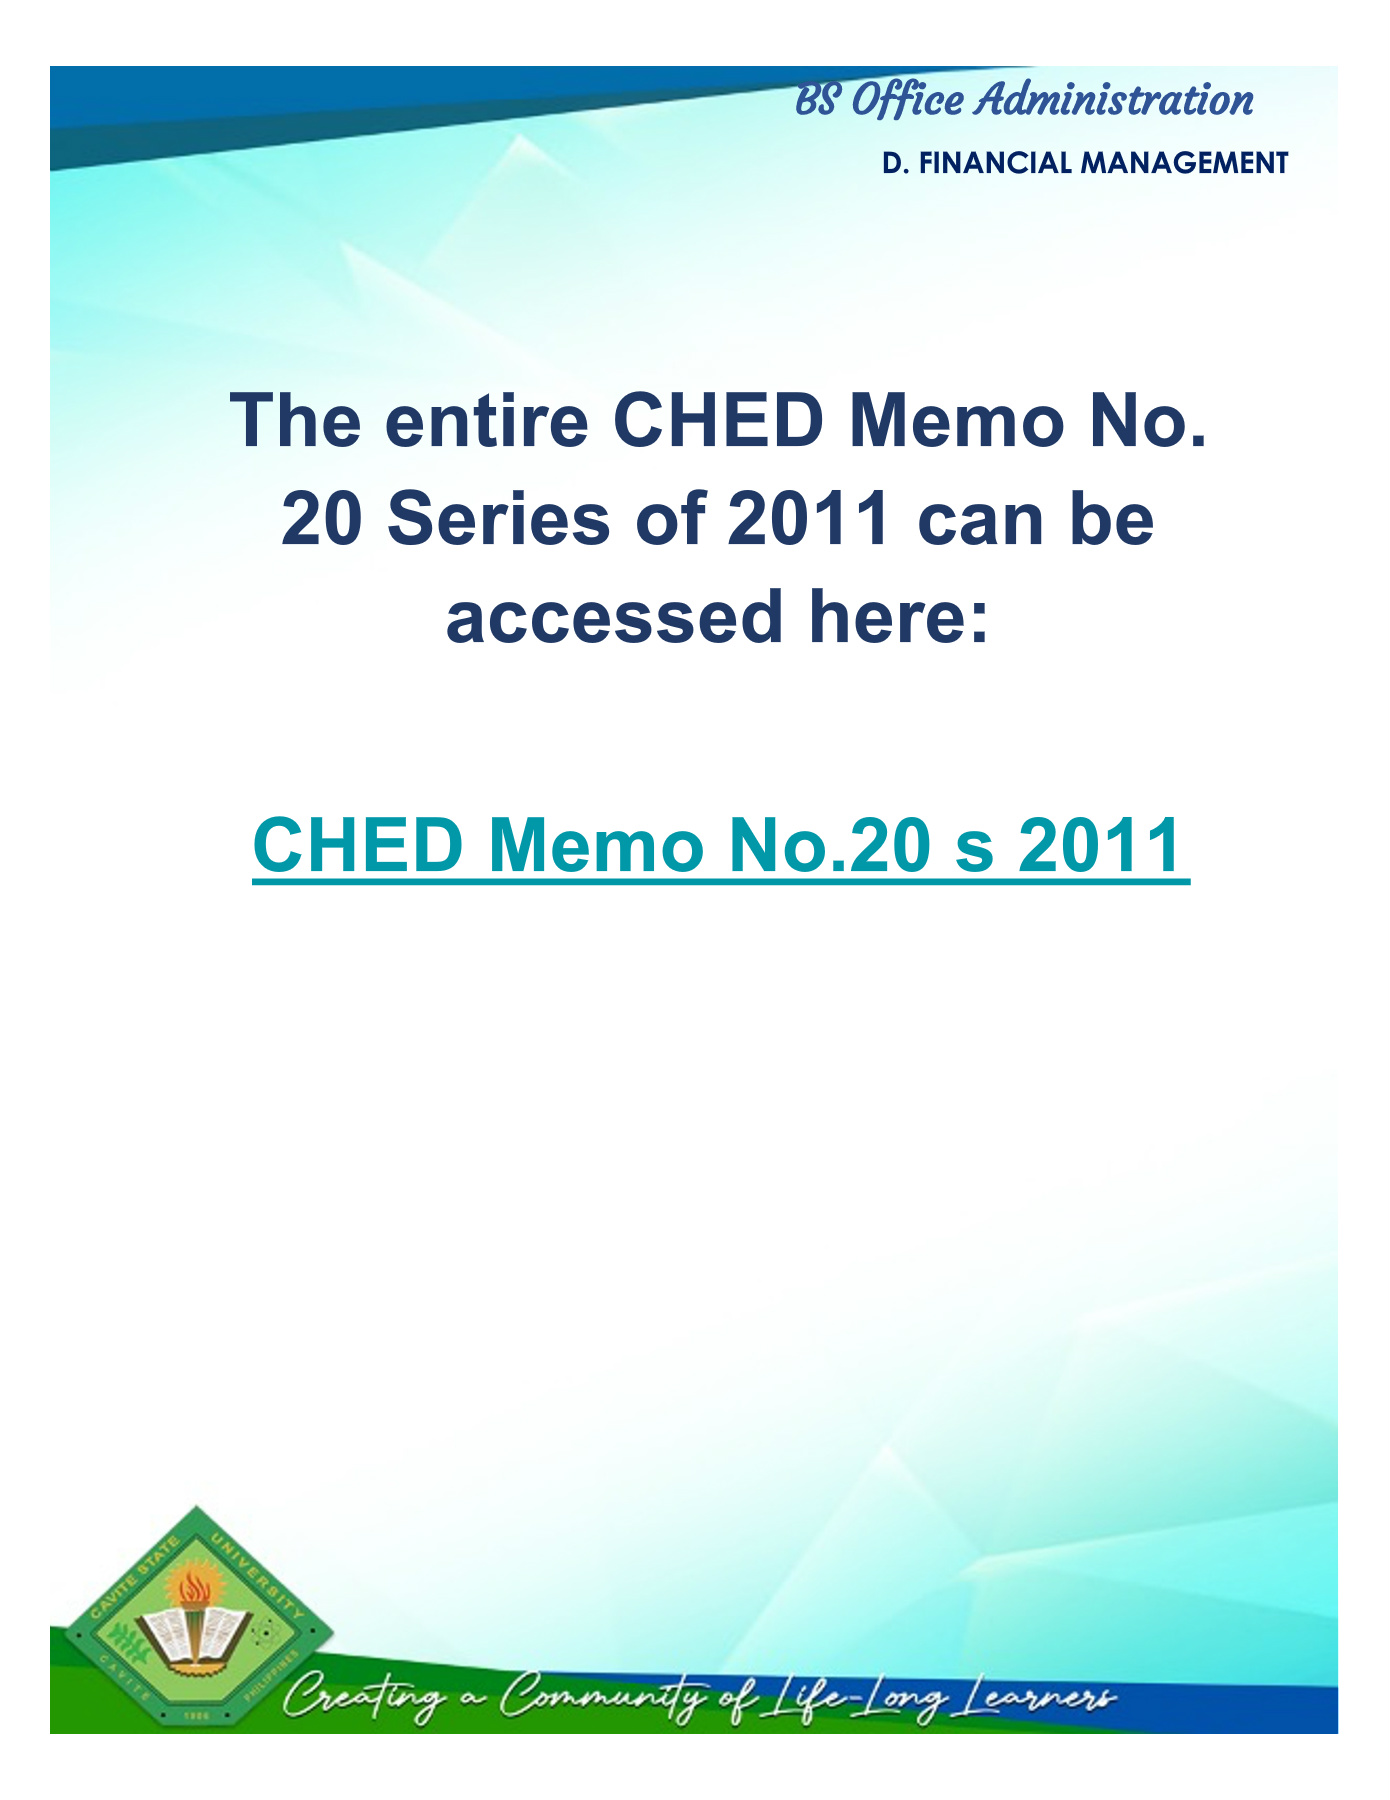 BS Office Administration
D. FINANCIAL MANAGEMENT
The entire CHED Memo No.
20 Series of 2011 can be
accessed here:
CHED Memo No.20 s 2011
CAVITE STATE UNIVERSITY
CAVITE
PHILIPPINES
1906
Creating a Community of Life-Long Learners